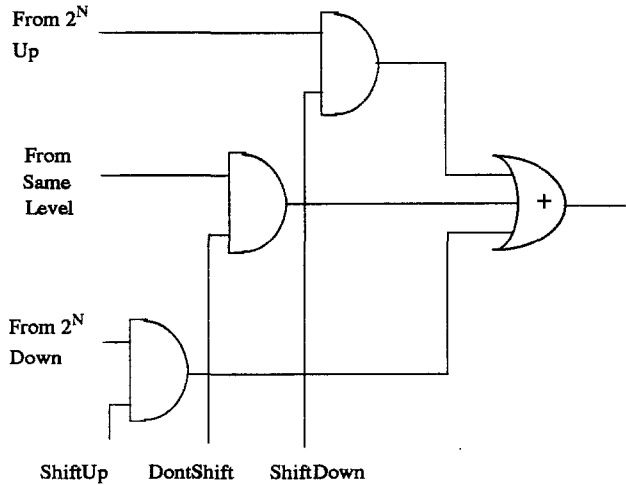 From 2^N
Up
From
Same
Level
+
From 2^N
Down
ShiftUp DontShift ShiftDown